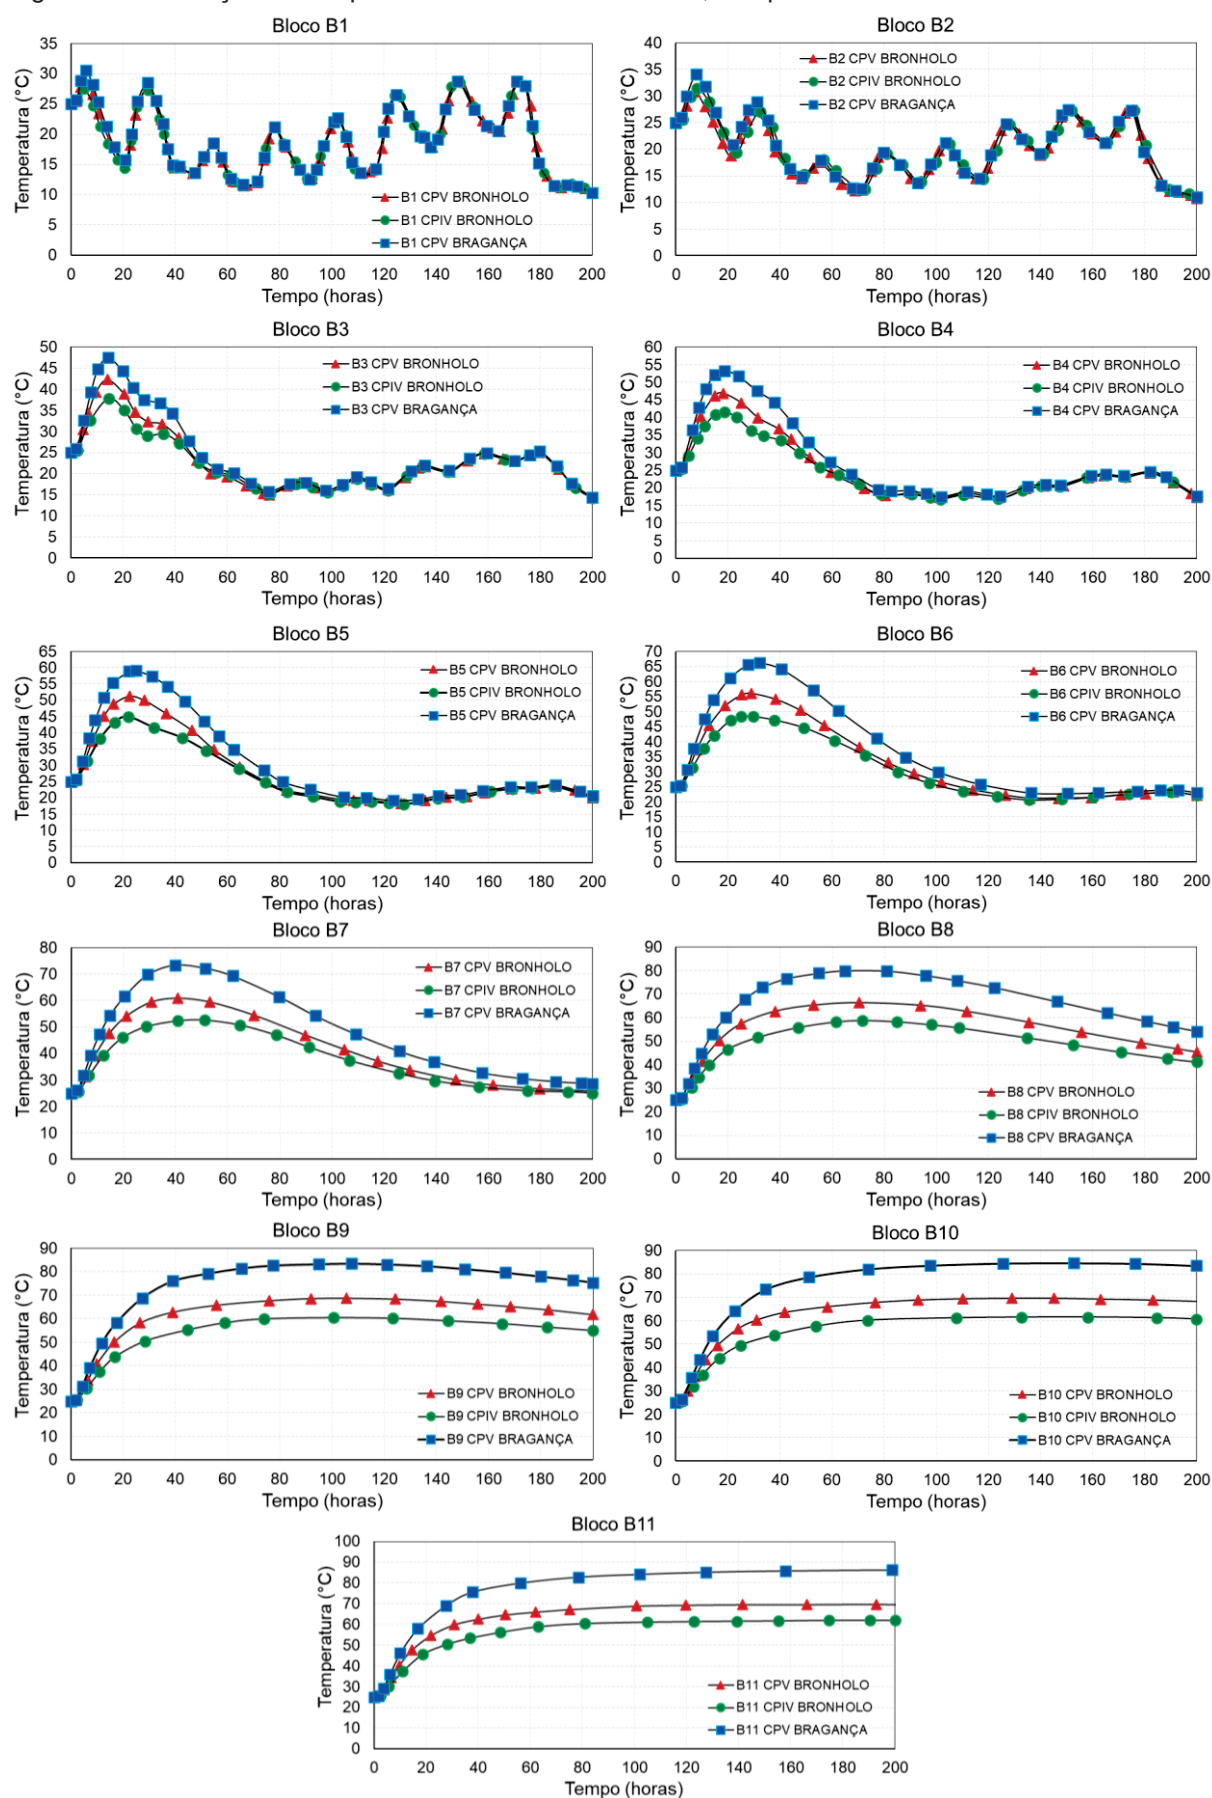 Bloco B1
Temperatura (°C)
35
30
25
20
15
10
5
0
B1 CPV BRONHOLO
B1 CPIV BRONHOLO
B1 CPV BRAGANÇA
0 20 40 60 80 100 120 140 160 180 200
Tempo (horas)
Bloco B2
Temperatura (°C)
40
35
30
25
20
15
10
5
0
B2 CPV BRONHOLO
B2 CPIV BRONHOLO
B2 CPV BRAGANÇA
0 20 40 60 80 100 120 140 160 180 200
Tempo (horas)
Bloco B3
Temperatura (°C)
50
45
40
35
30
25
20
15
10
5
0
B3 CPV BRONHOLO
B3 CPIV BRONHOLO
B3 CPV BRAGANÇA
0 20 40 60 80 100 120 140 160 180 200
Tempo (horas)
Bloco B4
Temperatura (°C)
60
55
50
45
40
35
30
25
20
15
10
5
0
B4 CPV BRONHOLO
B4 CPIV BRONHOLO
B4 CPV BRAGANÇA
0 20 40 60 80 100 120 140 160 180 200
Tempo (horas)
Bloco B5
Temperatura (°C)
65
60
55
50
45
40
35
30
25
20
15
10
5
0
B5 CPV BRONHOLO
B5 CPIV BRONHOLO
B5 CPV BRAGANÇA
0 20 40 60 80 100 120 140 160 180 200
Tempo (horas)
Bloco B6
Temperatura (°C)
70
65
60
55
50
45
40
35
30
25
20
15
10
5
0
B6 CPV BRONHOLO
B6 CPIV BRONHOLO
B6 CPV BRAGANÇA
0 20 40 60 80 100 120 140 160 180 200
Tempo (horas)
Bloco B7
Temperatura (°C)
80
70
60
50
40
30
20
10
0
B7 CPV BRONHOLO
B7 CPIV BRONHOLO
B7 CPV BRAGANÇA
0 20 40 60 80 100 120 140 160 180 200
Tempo (horas)
Bloco B8
Temperatura (°C)
90
80
70
60
50
40
30
20
10
0
B8 CPV BRONHOLO
B8 CPIV BRONHOLO
B8 CPV BRAGANÇA
0 20 40 60 80 100 120 140 160 180 200
Tempo (horas)
Bloco B9
Temperatura (°C)
90
80
70
60
50
40
30
20
10
0
B9 CPV BRONHOLO
B9 CPIV BRONHOLO
B9 CPV BRAGANÇA
0 20 40 60 80 100 120 140 160 180 200
Tempo (horas)
Bloco B10
Temperatura (°C)
90
80
70
60
50
40
30
20
10
0
B10 CPV BRONHOLO
B10 CPIV BRONHOLO
B10 CPV BRAGANÇA
0 20 40 60 80 100 120 140 160 180 200
Tempo (horas)
Bloco B11
Temperatura (°C)
100
90
80
70
60
50
40
30
20
10
0
B11 CPV BRONHOLO
B11 CPIV BRONHOLO
B11 CPV BRAGANÇA
0 20 40 60 80 100 120 140 160 180 200
Tempo (horas)